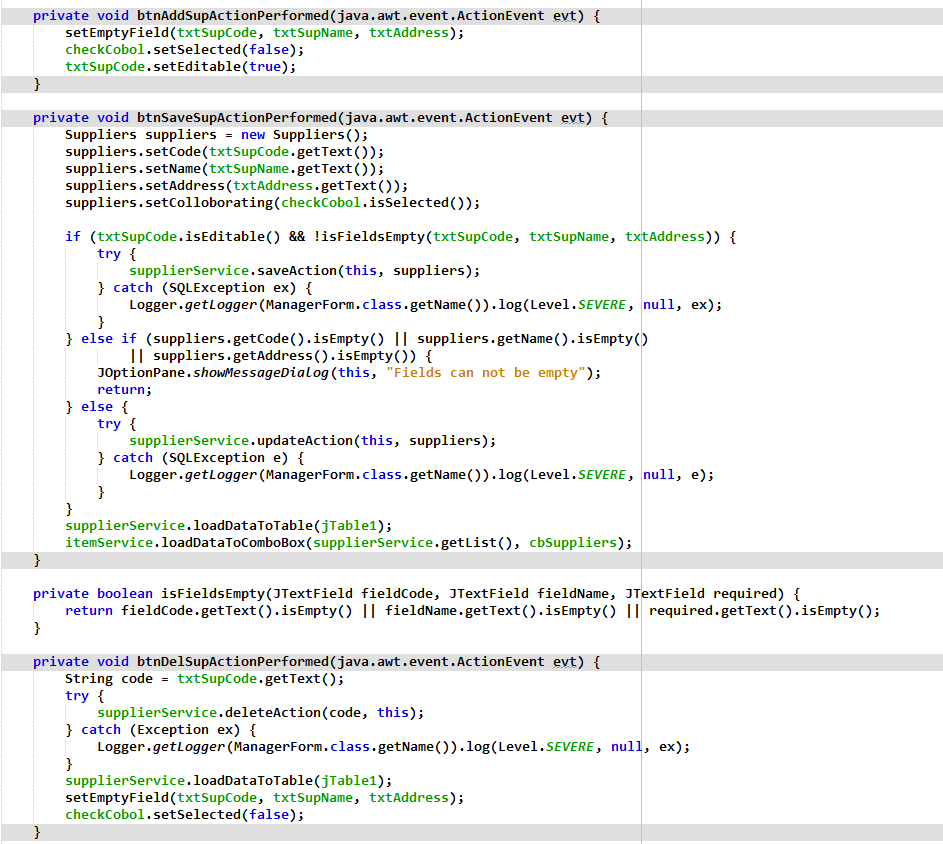 private void btnAddSupActionPerformed(java.awt.event.ActionEvent evt) {
    setEmptyField(txtSupCode, txtSupName, txtAddress);
    checkCobol.setSelected(false);
    txtSupCode.setEditable(true);
}

private void btnSaveSupActionPerformed(java.awt.event.ActionEvent evt) {
    Suppliers suppliers = new Suppliers();
    suppliers.setCode(txtSupCode.getText());
    suppliers.setName(txtSupName.getText());
    suppliers.setAddress(txtAddress.getText());
    suppliers.setColloborating(checkCobol.isSelected());

    if (txtSupCode.isEditable() && !isFieldsEmpty(txtSupCode, txtSupName, txtAddress)) {
        try {
            supplierService.saveAction(this, suppliers);
        } catch (SQLException ex) {
            Logger.getLogger(ManagerForm.class.getName()).log(Level.SEVERE, null, ex);
        }
    } else if (suppliers.getCode().isEmpty() || suppliers.getName().isEmpty()
            || suppliers.getAddress().isEmpty()) {
        JOptionPane.showMessageDialog(this, "Fields can not be empty");
        return;
    } else {
        try {
            supplierService.updateAction(this, suppliers);
        } catch (SQLException e) {
            Logger.getLogger(ManagerForm.class.getName()).log(Level.SEVERE, null, e);
        }
    }
    supplierService.loadDataToTable(jTable1);
    itemService.loadDataToComboBox(supplierService.getList(), cbSuppliers);
}

private boolean isFieldsEmpty(JTextField fieldCode, JTextField fieldName, JTextField required) {
    return fieldCode.getText().isEmpty() || fieldName.getText().isEmpty() || required.getText().isEmpty();
}

private void btnDelSupActionPerformed(java.awt.event.ActionEvent evt) {
    String code = txtSupCode.getText();
    try {
        supplierService.deleteAction(code, this);
    } catch (Exception ex) {
        Logger.getLogger(ManagerForm.class.getName()).log(Level.SEVERE, null, ex);
    }
    supplierService.loadDataToTable(jTable1);
    setEmptyField(txtSupCode, txtSupName, txtAddress);
    checkCobol.setSelected(false);
}